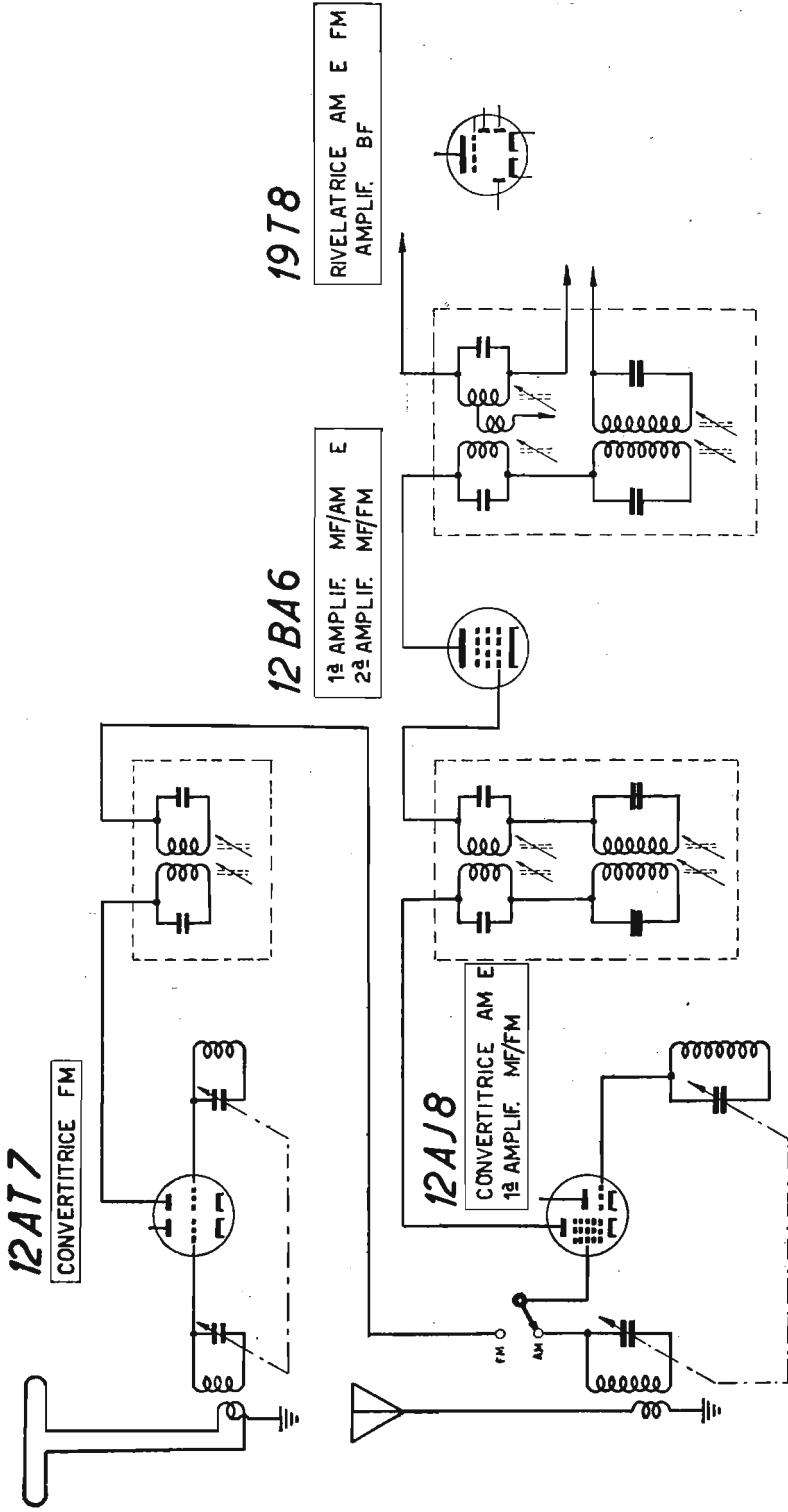 12AT7
CONVERTITRICE FM
12AJ8
CONVERTITRICE AM E
1ª AMPLIF. MF/FM
FM
AM
12BA6
1ª AMPLIF. MF/AM E
2ª AMPLIF. MF/FM
19T8
RIVELATRICE AM E FM
AMPLIF. BF